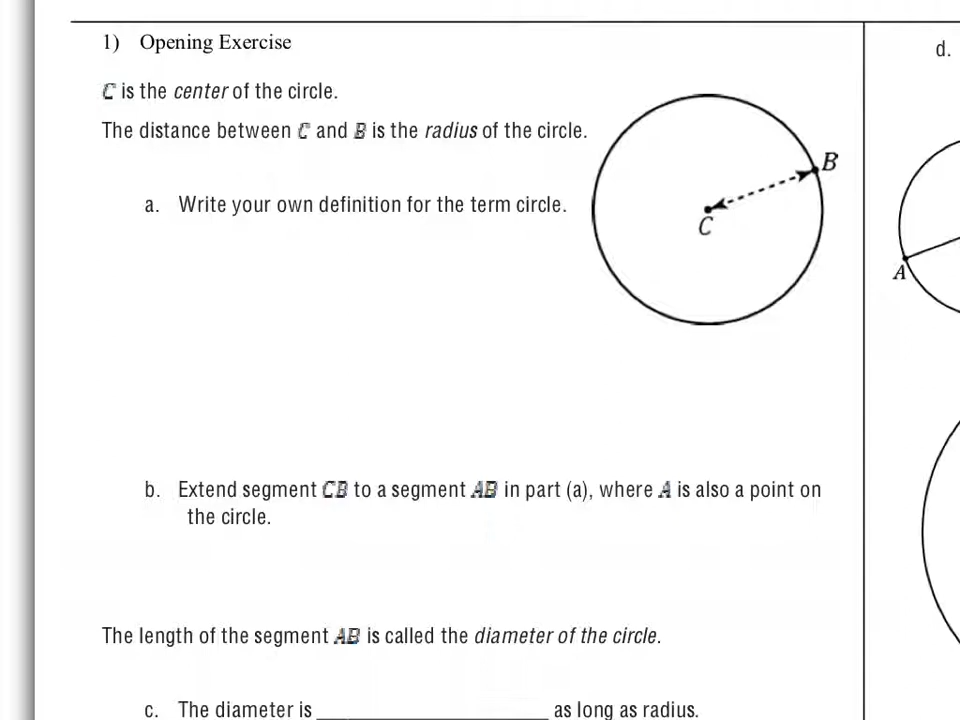 1) Opening Exercise
d.
C is the center of the circle.
The distance between C and B is the radius of the circle.
B
a. Write your own definition for the term circle.
C
A
b. Extend segment CB to a segment AB in part (a), where A is also a point on
the circle.
The length of the segment AB is called the diameter of the circle.
c. The diameter is ______________________ as long as radius.